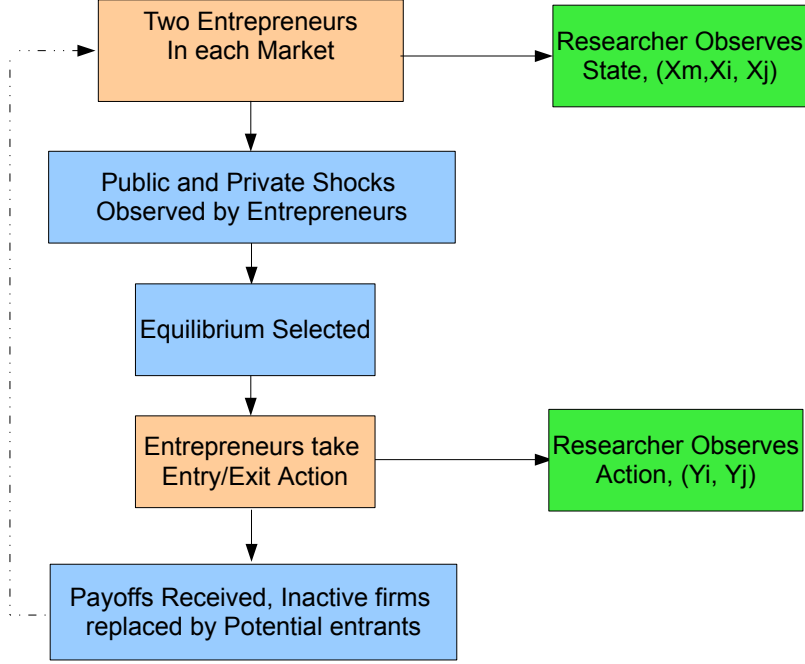 Two Entrepreneurs
In each Market
Researcher Observes
State, (Xm,Xi, Xj)
Public and Private Shocks
Observed by Entrepreneurs
Equilibrium Selected
Entrepreneurs take
Entry/Exit Action
Researcher Observes
Action, (Yi, Yj)
Payoffs Received, Inactive firms
replaced by Potential entrants